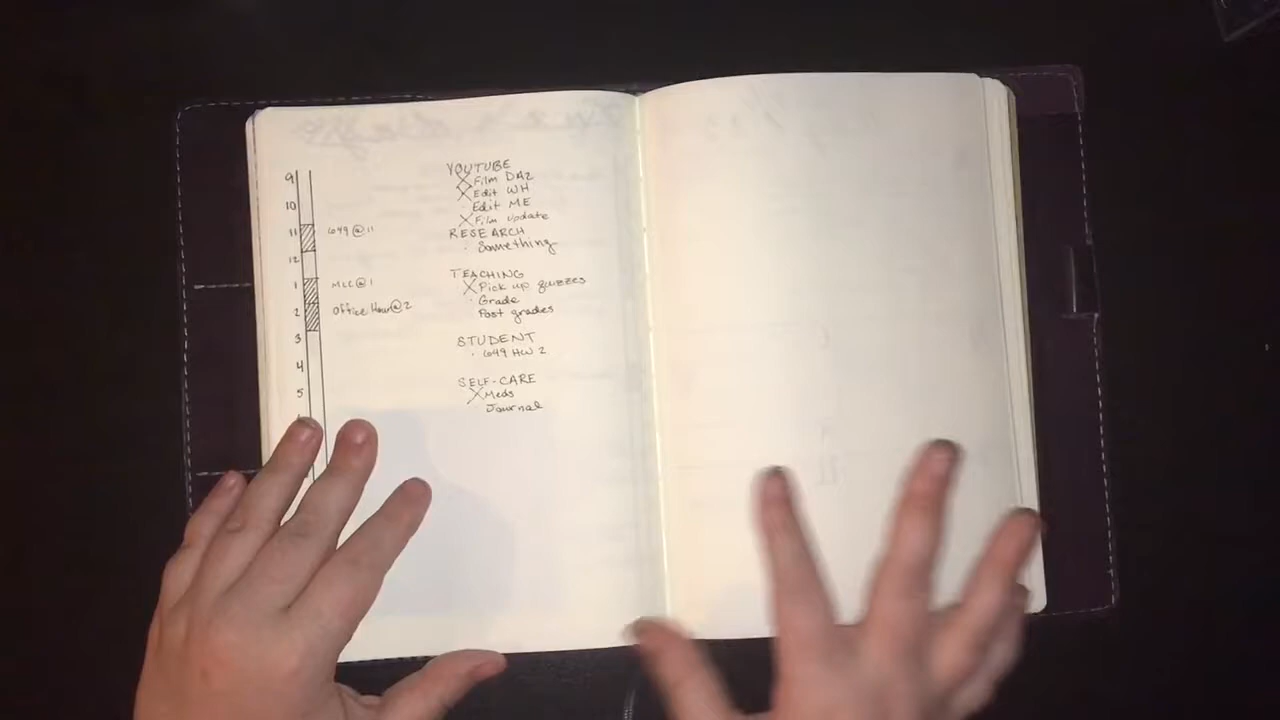 9
10
11 649 @ 11
12
1 MLC @ 1
2 Office Hour @ 2
3
4
5
YOUTUBE
Film DA2
Edit WH
Edit ME
Film update
RESEARCH
Something
TEACHING
Pick up quizzes
Grade
Post grades
STUDENT
649 HW 2
SELF-CARE
Meds
Journal